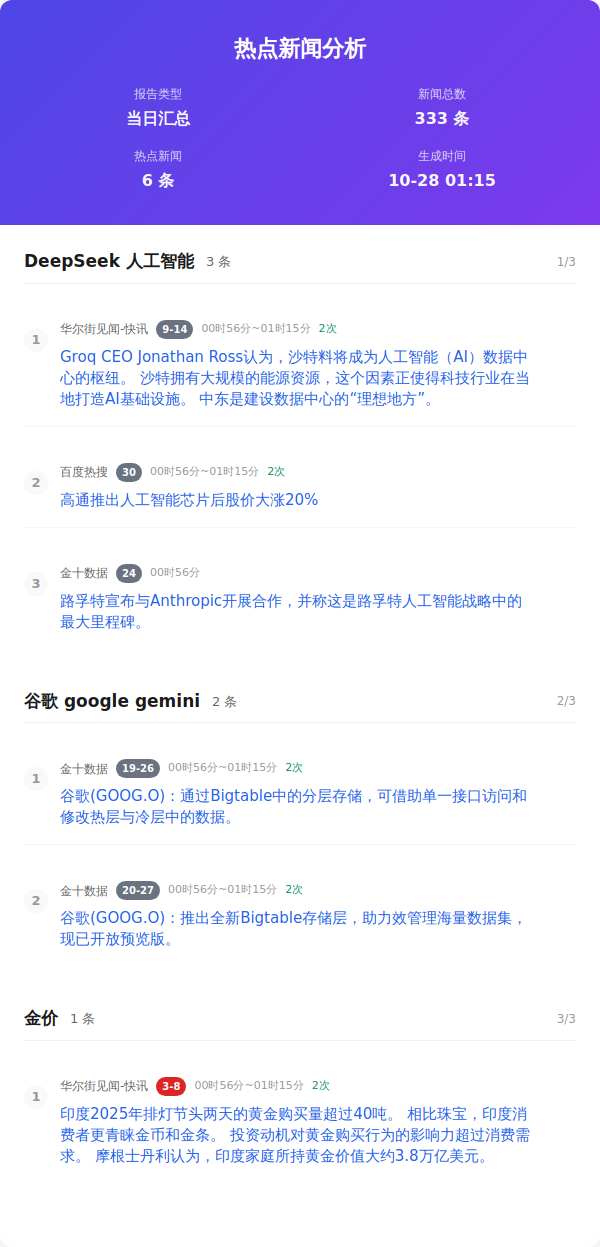 热点新闻分析
报告类型
当日汇总
新闻总数
333 条
热点新闻
6 条
生成时间
10-28 01:15
DeepSeek 人工智能 3 条 1/3
1 华尔街见闻-快讯 9-14 00时56分~01时15分 2次
Groq CEO Jonathan Ross认为，沙特料将成为人工智能（AI）数据中
心的枢纽。 沙特拥有大规模的能源资源，这个因素正使得科技行业在当
地打造AI基础设施。 中东是建设数据中心的“理想地方”。
2 百度热搜 30 00时56分~01时15分 2次
高通推出人工智能芯片后股价大涨20%
3 金十数据 24 00时56分
路孚特宣布与Anthropic开展合作，并称这是路孚特人工智能战略中的
最大里程碑。
谷歌 google gemini 2 条 2/3
1 金十数据 19-26 00时56分~01时15分 2次
谷歌(GOOG.O)：通过Bigtable中的分层存储，可借助单一接口访问和
修改热层与冷层中的数据。
2 金十数据 20-27 00时56分~01时15分 2次
谷歌(GOOG.O)：推出全新Bigtable存储层，助力效管理海量数据集，
现已开放预览版。
金价 1 条 3/3
1 华尔街见闻-快讯 3-8 00时56分~01时15分 2次
印度2025年排灯节头两天的黄金购买量超过40吨。 相比珠宝，印度消
费者更青睐金币和金条。 投资动机对黄金购买行为的影响力超过消费需
求。 摩根士丹利认为，印度家庭所持黄金价值大约3.8万亿美元。